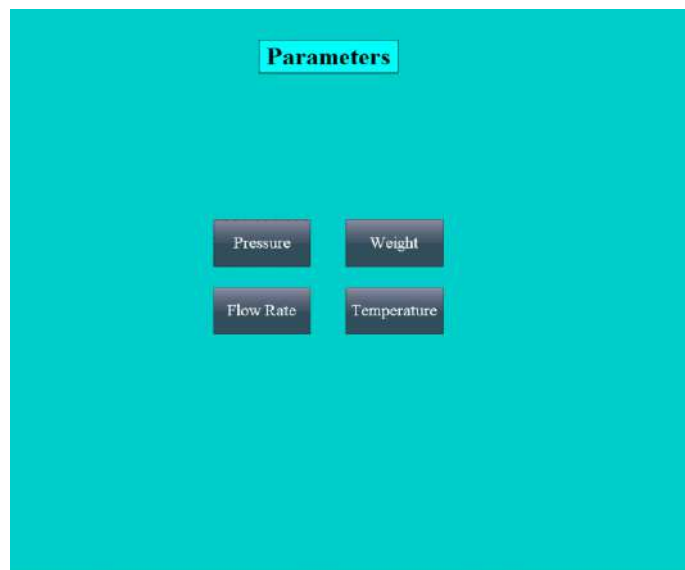 Parameters
Pressure
Weight
Flow Rate
Temperature